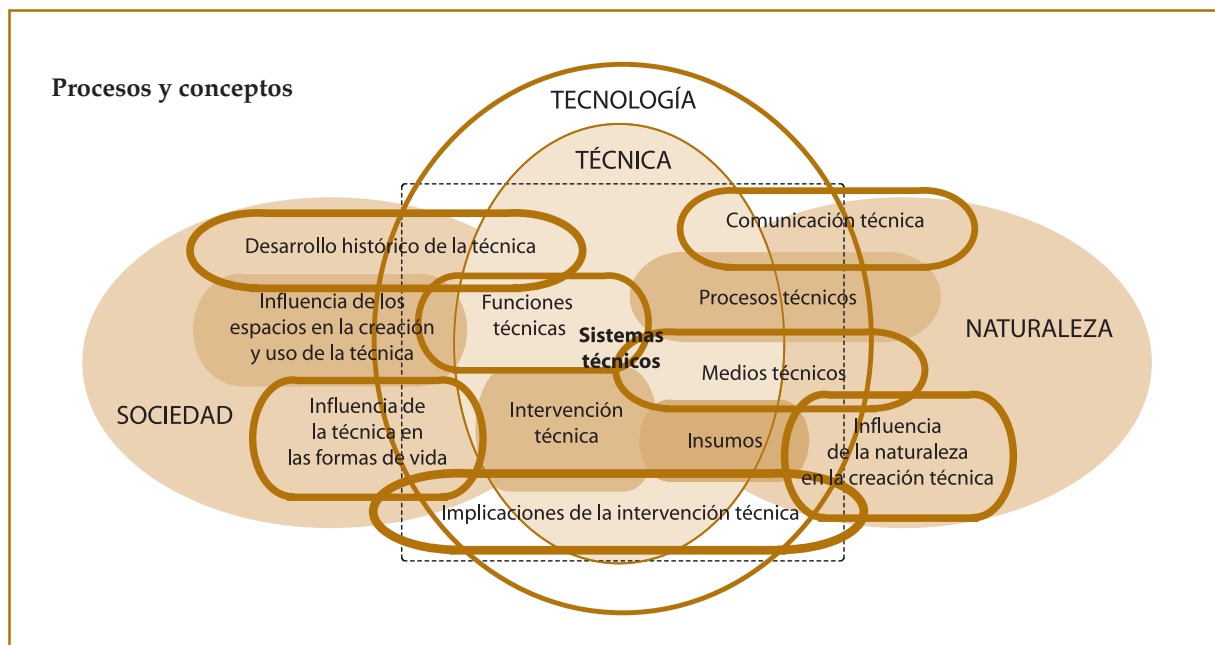 Procesos y conceptos
TECNOLOGÍA
TÉCNICA
Comunicación técnica
Desarrollo histórico de la técnica
Procesos técnicos
Influencia de los
espacios en la creación
y uso de la técnica
Funciones
técnicas
Sistemas
técnicos
NATURALEZA
Medios técnicos
SOCIEDAD
Influencia de
la técnica en
las formas de vida
Intervención
técnica
Insumos
Influencia
de la naturaleza
en la creación técnica
Implicaciones de la intervención técnica